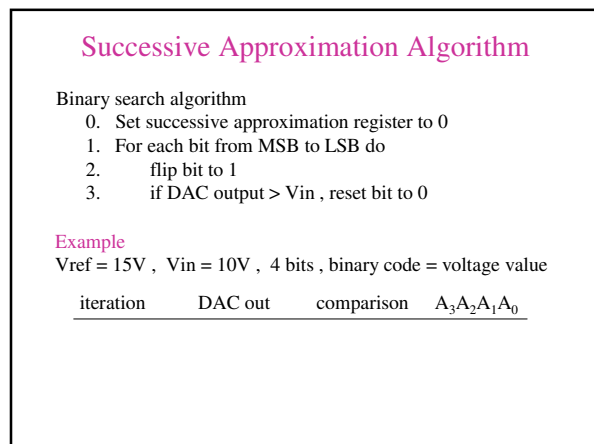 Successive Approximation Algorithm
Binary search algorithm
0. Set successive approximation register to 0
1. For each bit from MSB to LSB do
2. flip bit to 1
3. if DAC output > Vin , reset bit to 0
Example
Vref = 15V , Vin = 10V , 4 bits , binary code = voltage value
iteration DAC out comparison A₃A₂A₁A₀